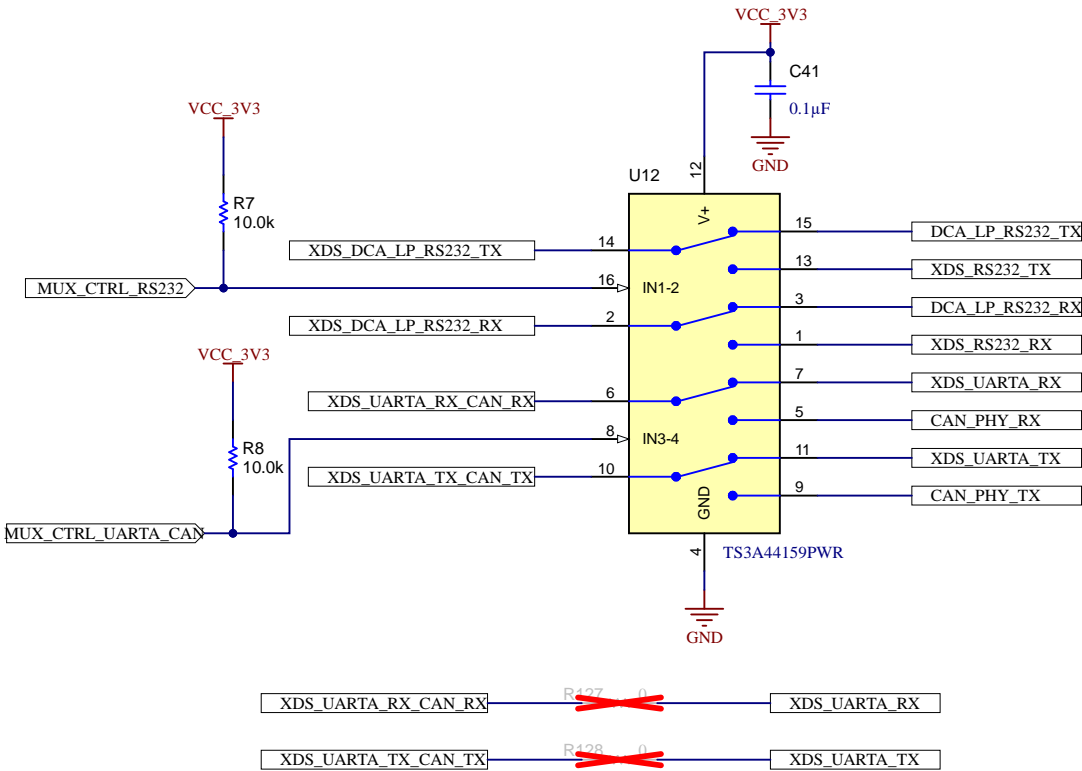 VCC_3V3
C41
0.1µF
GND
VCC_3V3
R7
10.0k
U12
12
V+
XDS_DCA_LP_RS232_TX
14
15
DCA_LP_RS232_TX
13
XDS_RS232_TX
MUX_CTRL_RS232
16
IN1-2
3
DCA_LP_RS232_RX
XDS_DCA_LP_RS232_RX
2
1
XDS_RS232_RX
VCC_3V3
7
XDS_UARTA_RX
XDS_UARTA_RX_CAN_RX
6
5
CAN_PHY_RX
8
IN3-4
R8
10.0k
11
XDS_UARTA_TX
XDS_UARTA_TX_CAN_TX
10
9
CAN_PHY_TX
GND
MUX_CTRL_UARTA_CAN
4
TS3A44159PWR
GND
XDS_UARTA_RX_CAN_RX
R127
0
XDS_UARTA_RX
XDS_UARTA_TX_CAN_TX
R128
0
XDS_UARTA_TX